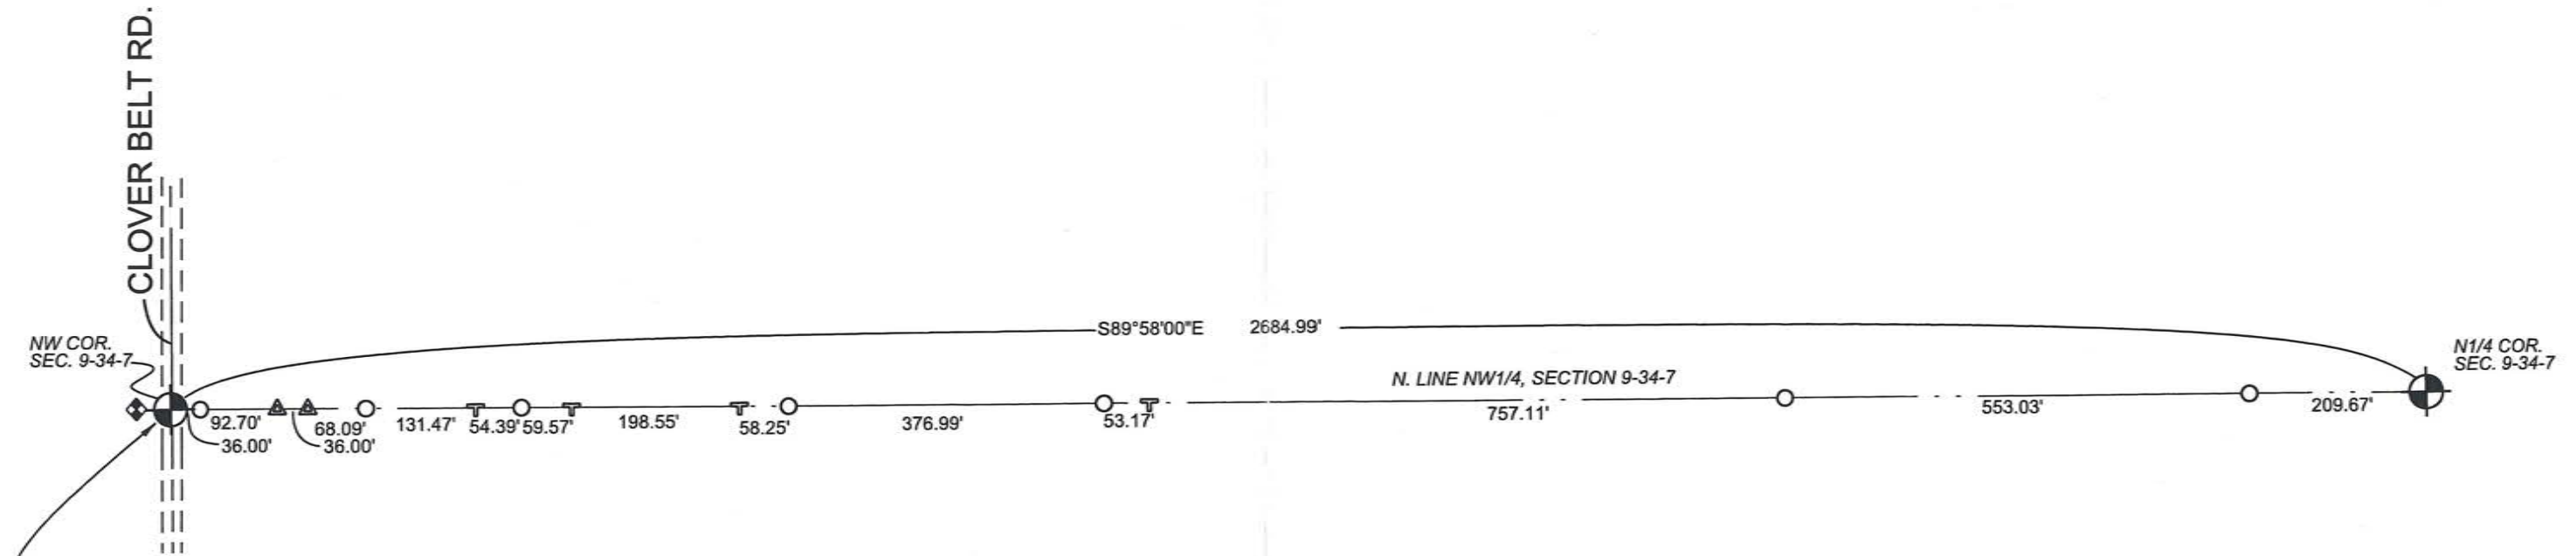 CLOVER BELT RD.
NW COR.
SEC. 9-34-7
S89°58'00"E 2684.99'
N1/4 COR.
SEC. 9-34-7
N. LINE NW1/4, SECTION 9-34-7
92.70' 68.09' 131.47' 54.39' 59.57' 198.55' 58.25' 376.99' 53.17' 757.11' 553.03' 209.67'
36.00' 36.00'